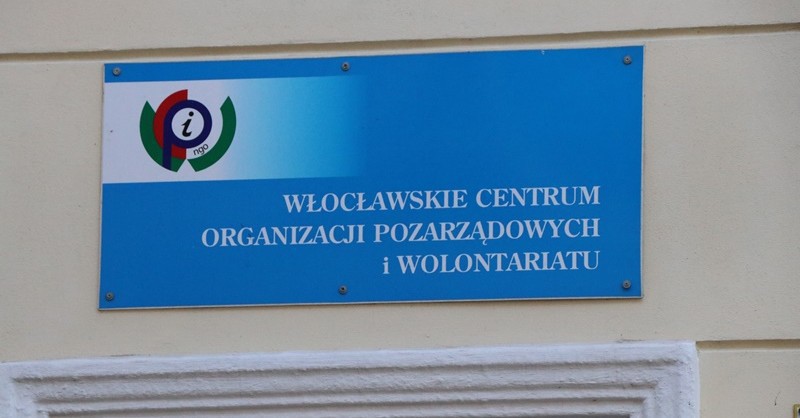 i
ngo
WŁOCŁAWSKIE CENTRUM
ORGANIZACJI POZARZĄDOWYCH
i WOLONTARIATU